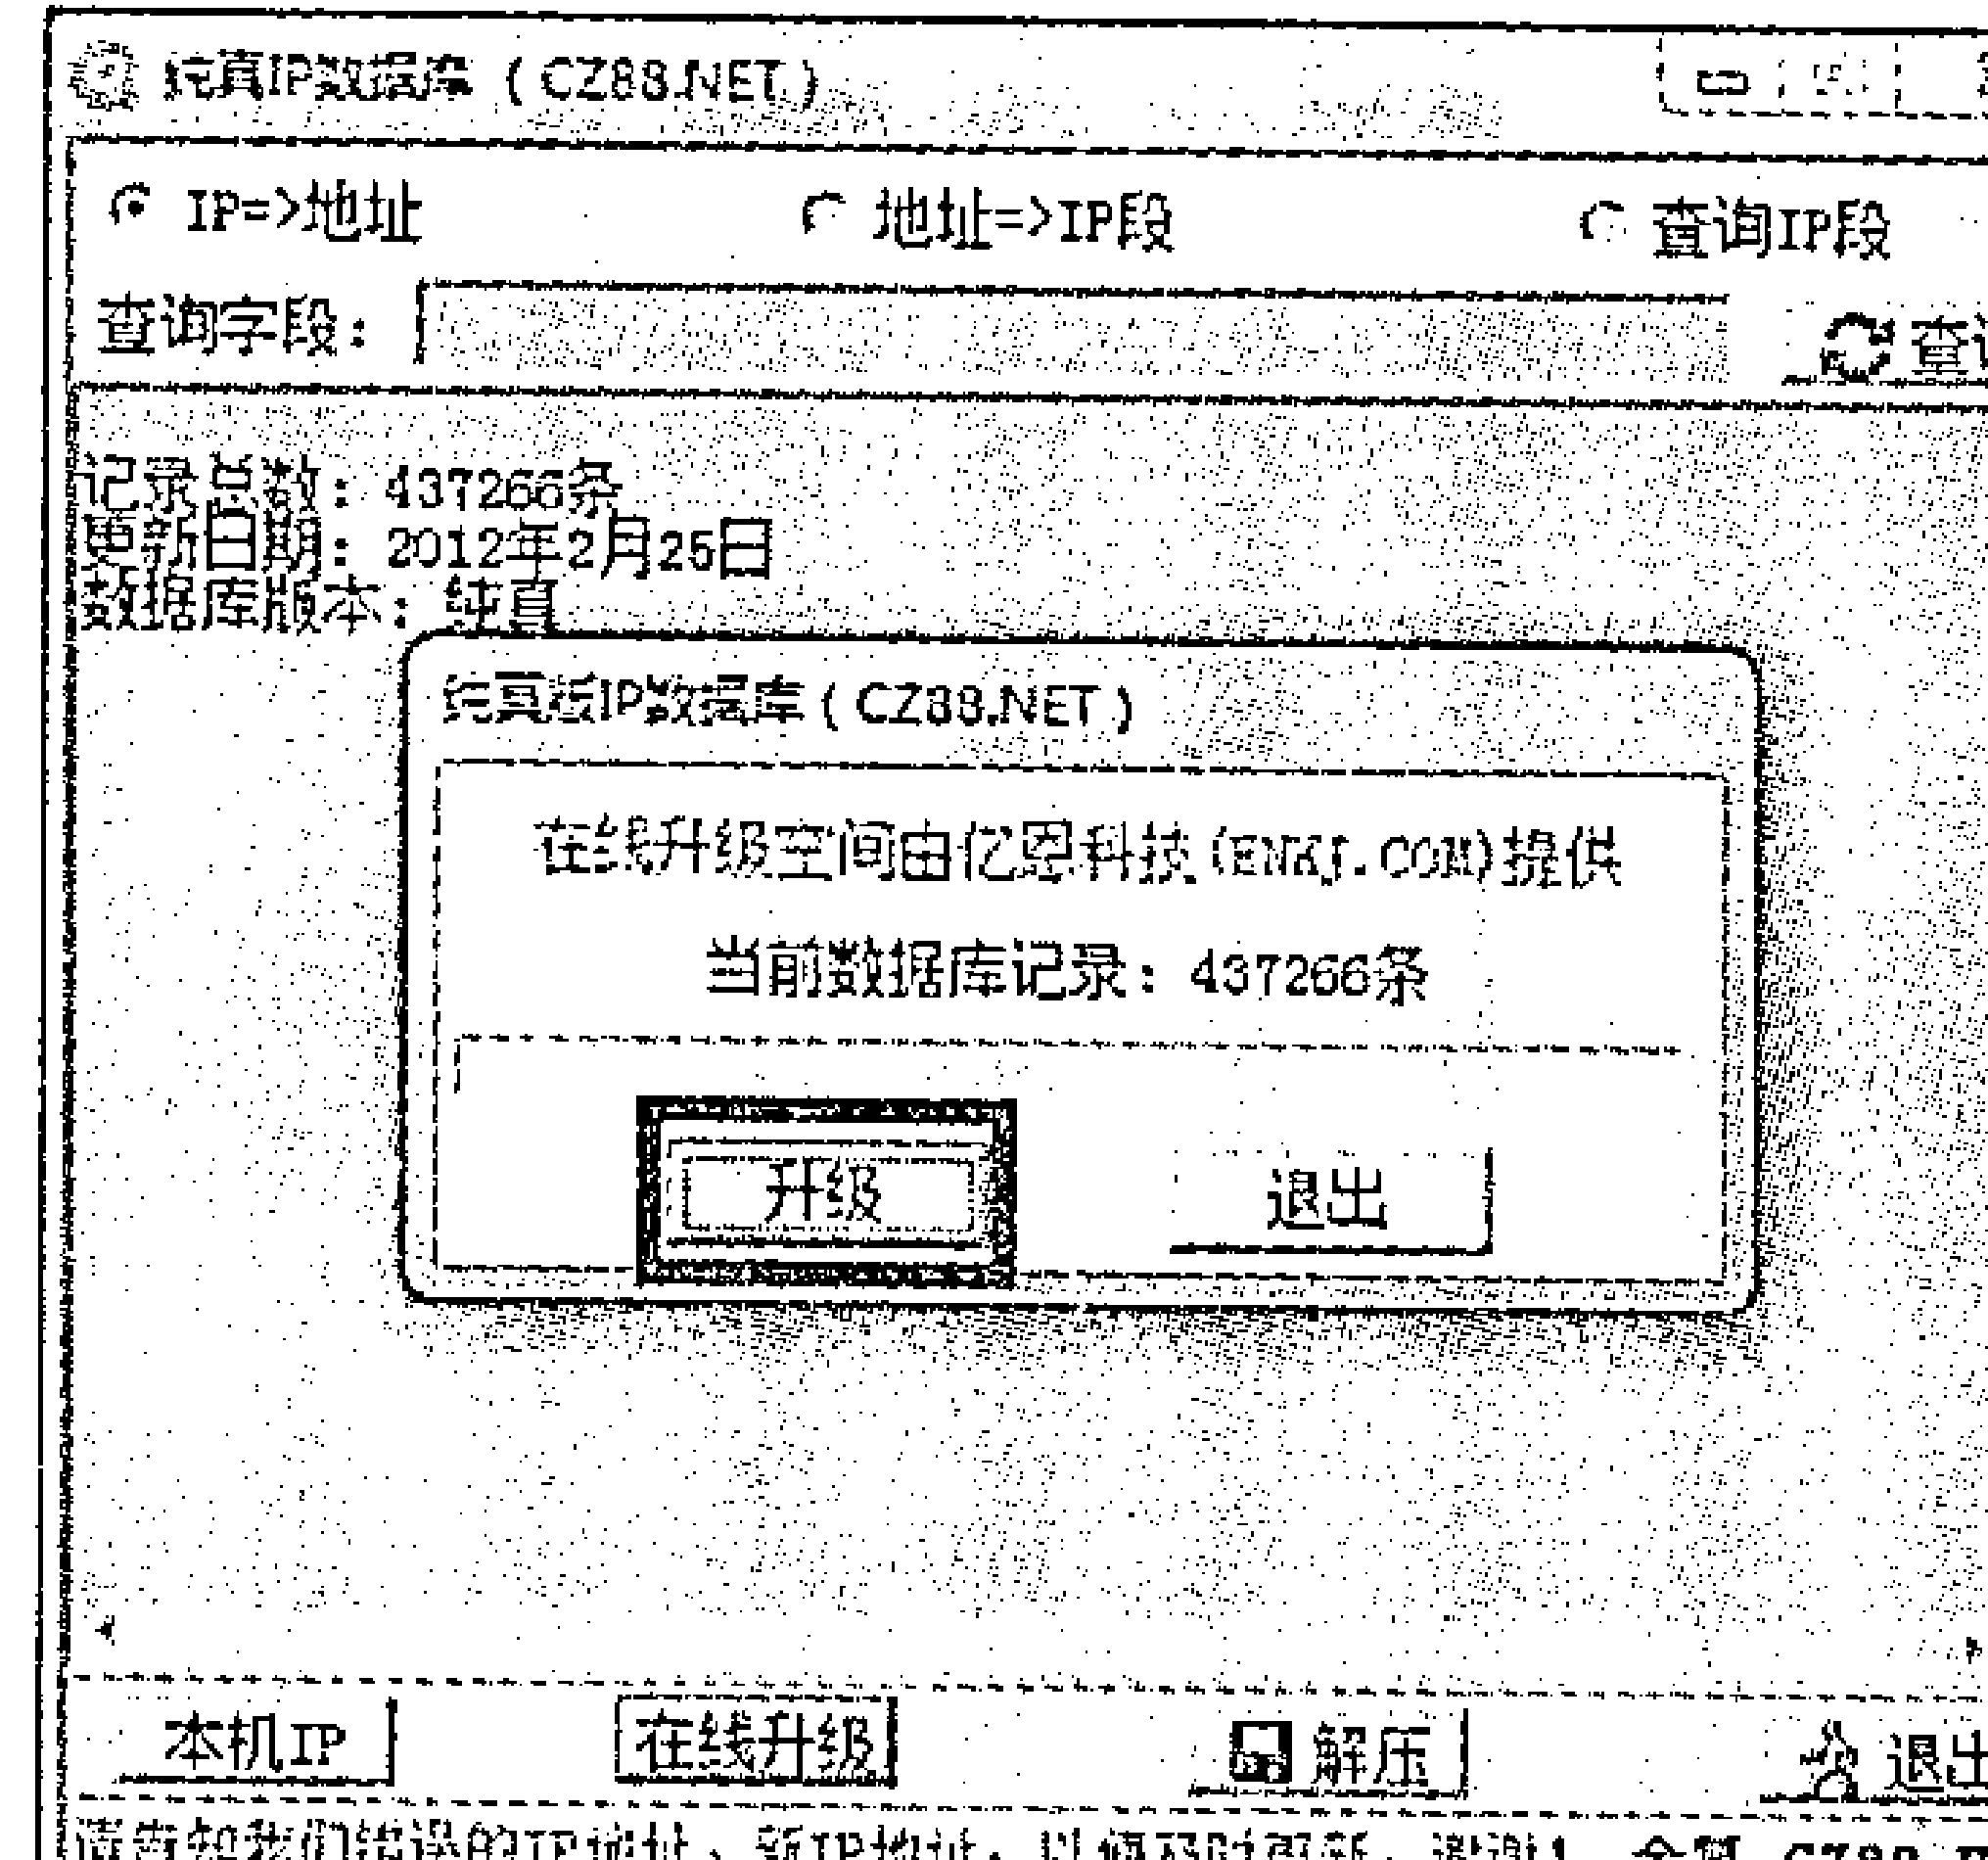 纯真IP数据库 ( CZ88.NET )
IP=>地址 地址=>IP段 查询IP段
查询字段: 查询
记录总数: 437266条
更新日期: 2012年2月25日
数据库版本: 纯真
纯真版IP数据库 ( CZ88.NET )
在线升级空间由亿恩科技(ENKJ.COM)提供
当前数据库记录: 437266条
升级 退出
本机IP 在线升级 解压 退出